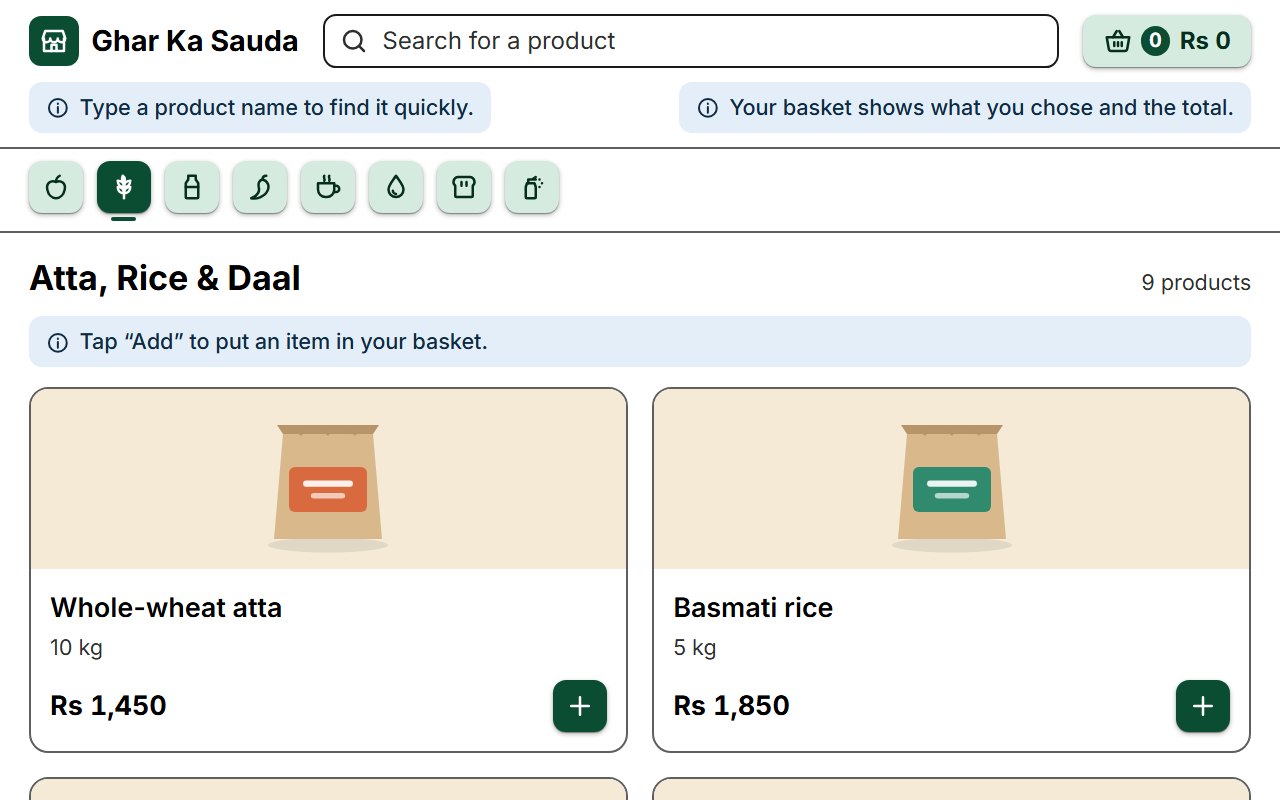 Ghar Ka Sauda
Search for a product
0 Rs 0
Type a product name to find it quickly.
Your basket shows what you chose and the total.
Atta, Rice & Daal
9 products
Tap “Add” to put an item in your basket.
Whole-wheat atta
10 kg
Rs 1,450
Basmati rice
5 kg
Rs 1,850